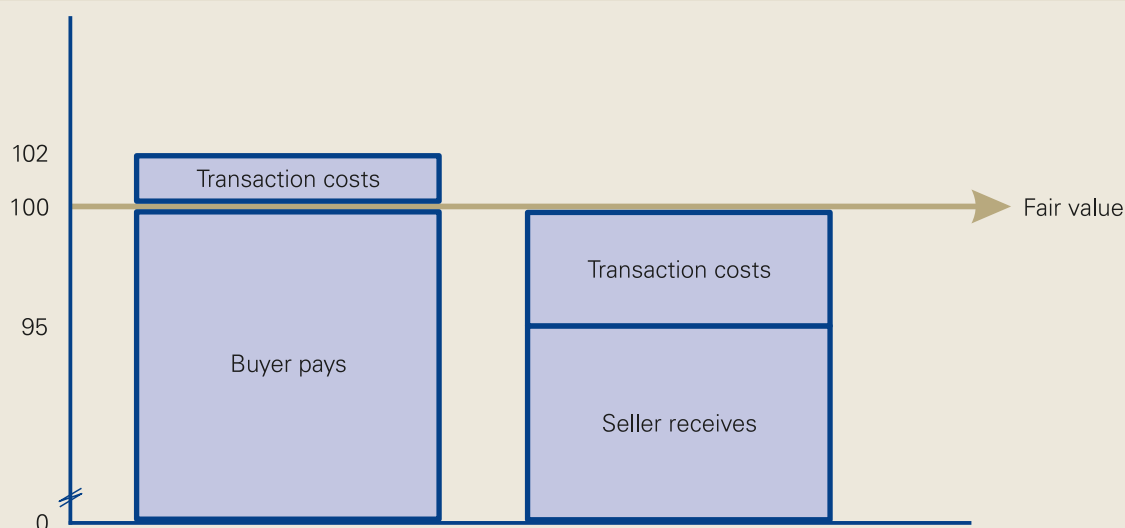 102
Transaction costs
100
Fair value
Transaction costs
95
Buyer pays
Seller receives
0